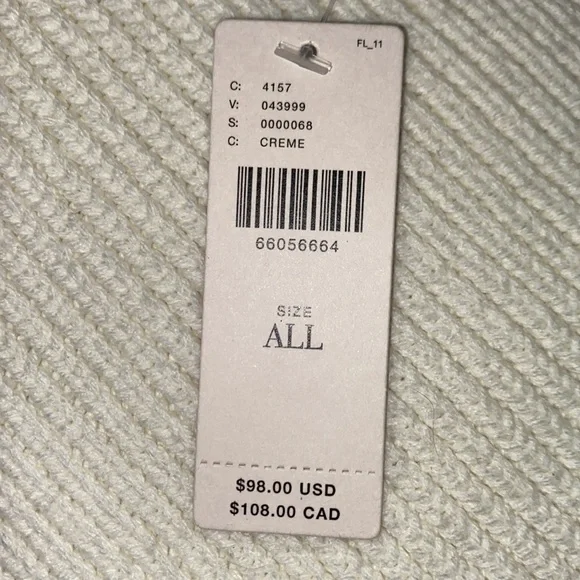 FL_11
C: 4157
V: 043999
S: 0000068
C: CREME
66056664
SIZE
ALL
$98.00 USD
$108.00 CAD